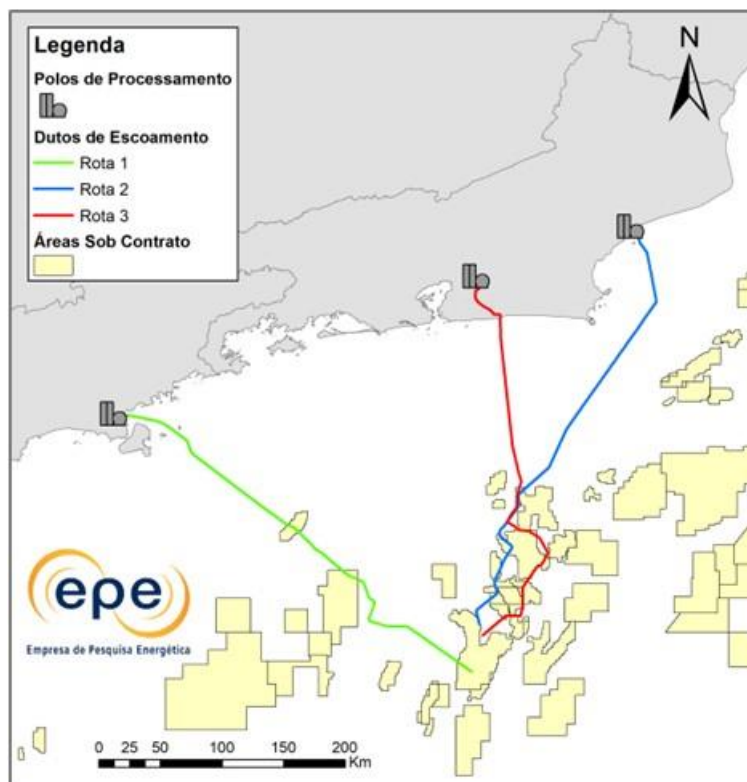 Legenda
Polos de Processamento
Dutos de Escoamento
Rota 1
Rota 2
Rota 3
Áreas Sob Contrato
N
epe
Empresa de Pesquisa Energética
0 25 50 100 150 200
Km